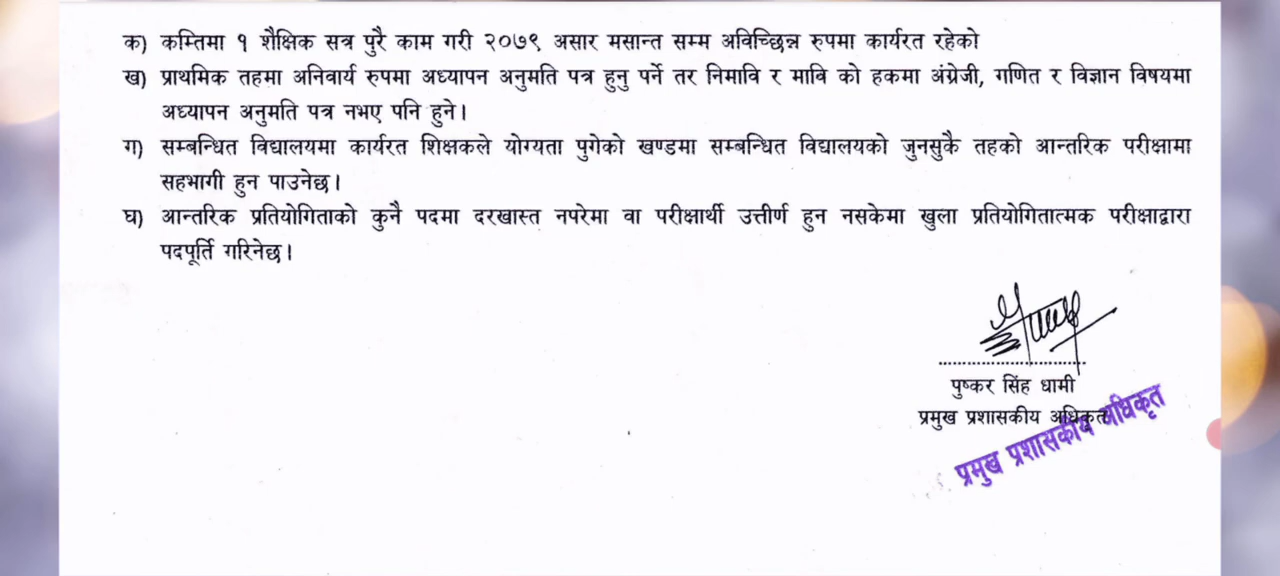 क) कम्तिमा १ शैक्षिक सत्र पुरै काम गरी २०७९ असार मसान्त सम्म अविच्छिन्न रुपमा कार्यरत रहेको
ख) प्राथमिक तहमा अनिवार्य रुपमा अध्यापन अनुमति पत्र हुनु पर्ने तर निमावि र मावि को हकमा अंग्रेजी, गणित र विज्ञान विषयमा
अध्यापन अनुमति पत्र नभए पनि हुने।
ग) सम्बन्धित विद्यालयमा कार्यरत शिक्षकले योग्यता पुगेको खण्डमा सम्बन्धित विद्यालयको जुनसुकै तहको आन्तरिक परीक्षामा
सहभागी हुन पाउनेछ।
घ) आन्तरिक प्रतियोगिताको कुनै पदमा दरखास्त नपरेमा वा परीक्षार्थी उत्तीर्ण हुन नसकेमा खुला प्रतियोगितात्मक परीक्षाद्वारा
पदपूर्ति गरिनेछ।
पुष्कर सिंह धामी
प्रमुख प्रशासकीय अधिकृत
प्रमुख प्रशासकीय अधिकृत